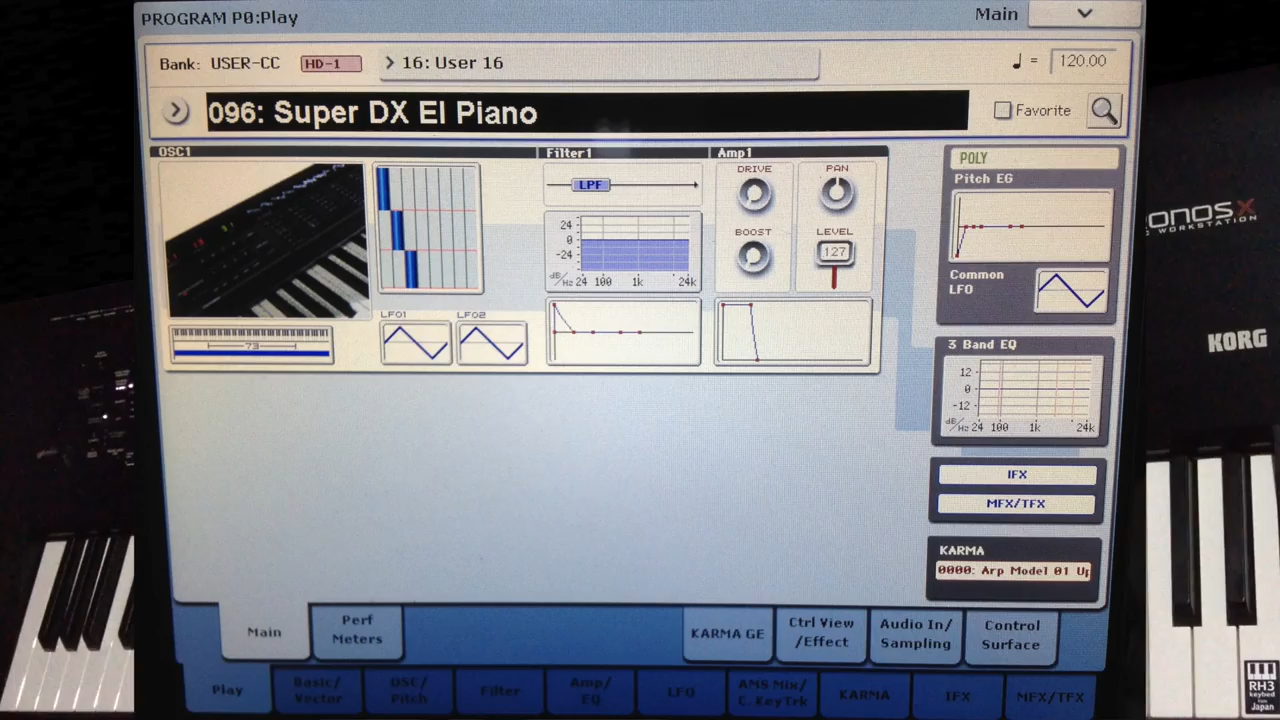 PROGRAM P0:Play
Main
Bank: USER-CC
HD-1
16: User 16
♩ = 120.00
096: Super DX El Piano
Favorite
OSC1
Filter1
Amp1
LPF
24
0
-24
dB/Hz 24 100 1k 24k
DRIVE
PAN
BOOST
LEVEL
127
LFO1
LFO2
73
POLY
Pitch EG
Common
LFO
3 Band EQ
12
0
-12
dB/Hz 24 100 1k 24k
IFX
MFX/TFX
KARMA
0000: Arp Model 01 Up
Main
Perf
Meters
KARMA GE
Ctrl View
/Effect
Audio In/
Sampling
Control
Surface
Play
Basic/
Vector
OSC/
Pitch
Filter
Amp/
EQ
LFO
AMS Mix/
C. KeyTrk
KARMA
IFX
MFX/TFX
ONOSX
WORKSTATION
KORG
RH3
keybed
from
Japan